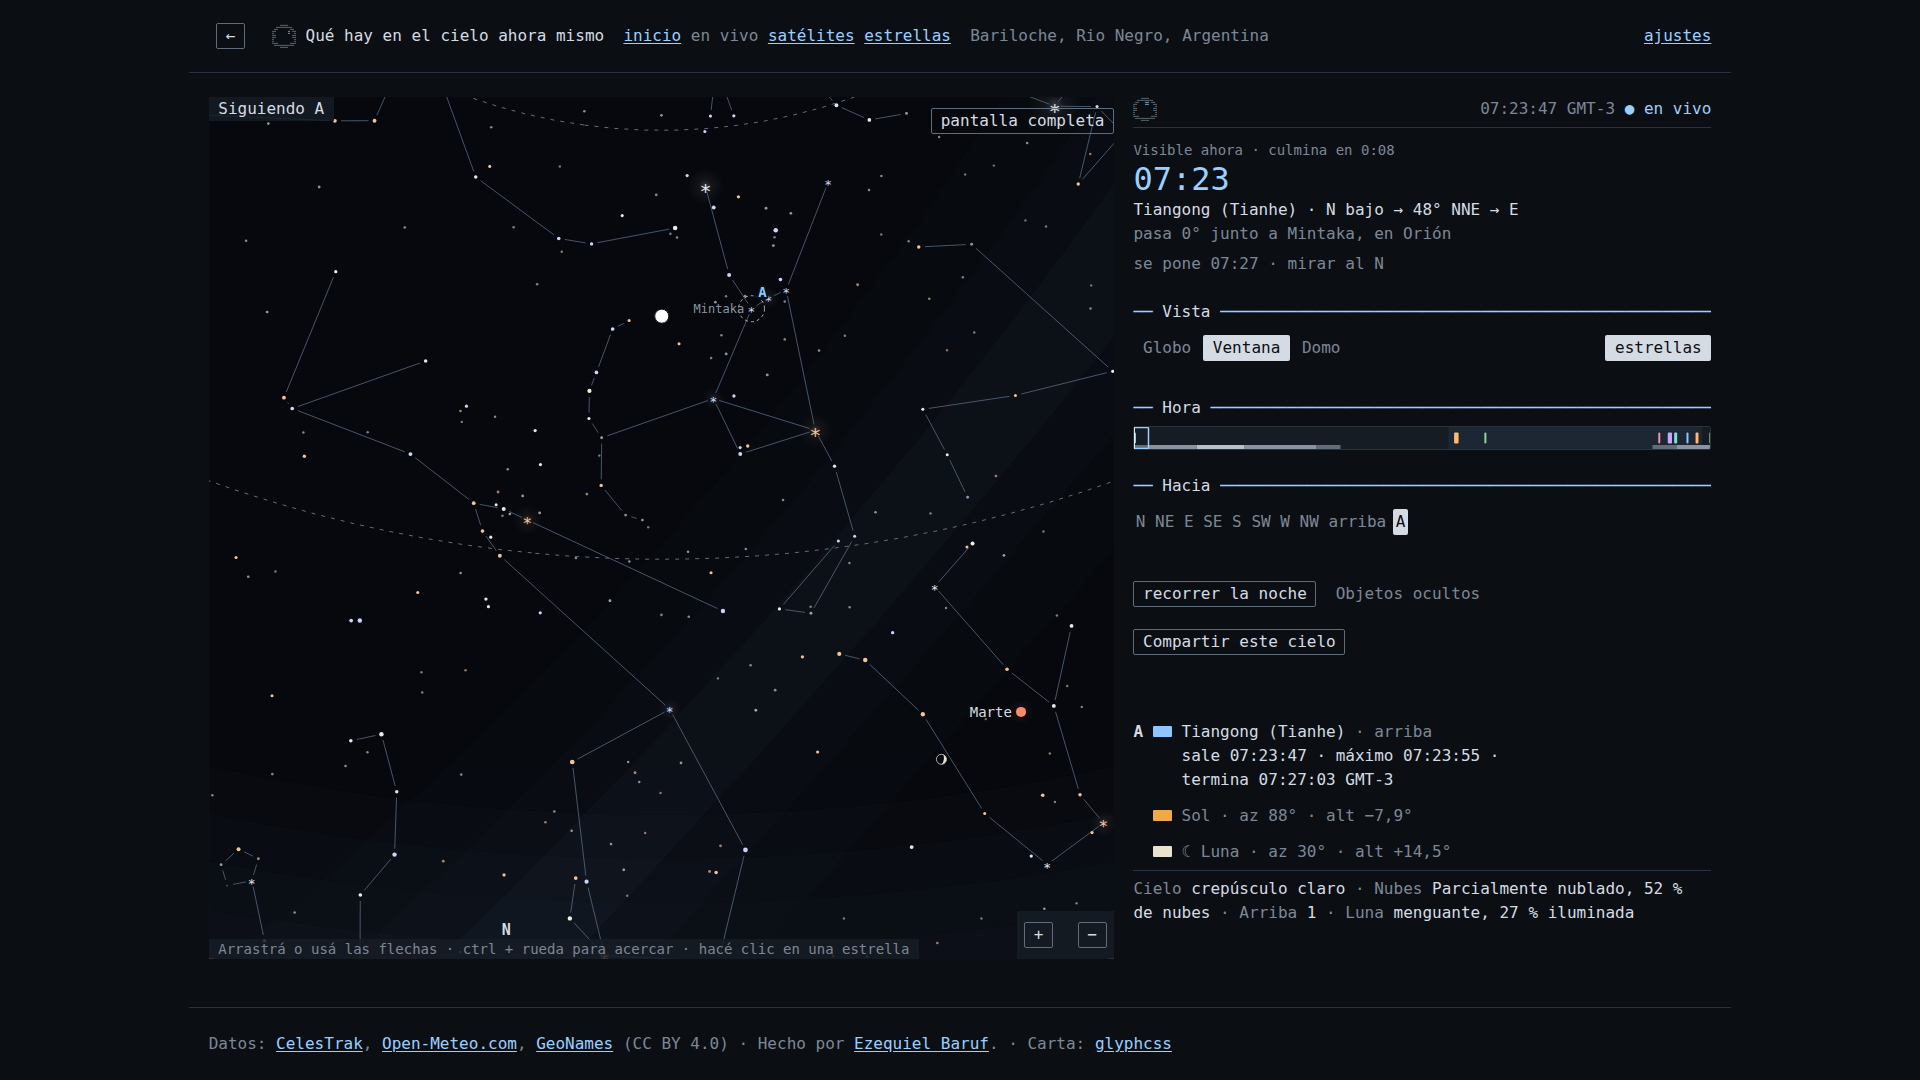 ← Qué hay en el cielo ahora mismo inicio en vivo satélites estrellas Bariloche, Rio Negro, Argentina ajustes
Siguiendo A
pantalla completa
A
Mintaka
Marte
N
Arrastrá o usá las flechas · ctrl + rueda para acercar · hacé clic en una estrella
+ −
07:23:47 GMT-3 ● en vivo
Visible ahora · culmina en 0:08
07:23
Tiangong (Tianhe) · N bajo → 48° NNE → E
pasa 0° junto a Mintaka, en Orión
se pone 07:27 · mirar al N
Vista
Globo Ventana Domo estrellas
Hora
Hacia
N NE E SE S SW W NW arriba A
recorrer la noche Objetos ocultos
Compartir este cielo
A Tiangong (Tianhe) · arriba
sale 07:23:47 · máximo 07:23:55 ·
termina 07:27:03 GMT-3
Sol · az 88° · alt −7,9°
☾ Luna · az 30° · alt +14,5°
Cielo crepúsculo claro · Nubes Parcialmente nublado, 52 %
de nubes · Arriba 1 · Luna menguante, 27 % iluminada
Datos: CelesTrak, Open-Meteo.com, GeoNames (CC BY 4.0) · Hecho por Ezequiel Baruf. · Carta: glyphcss